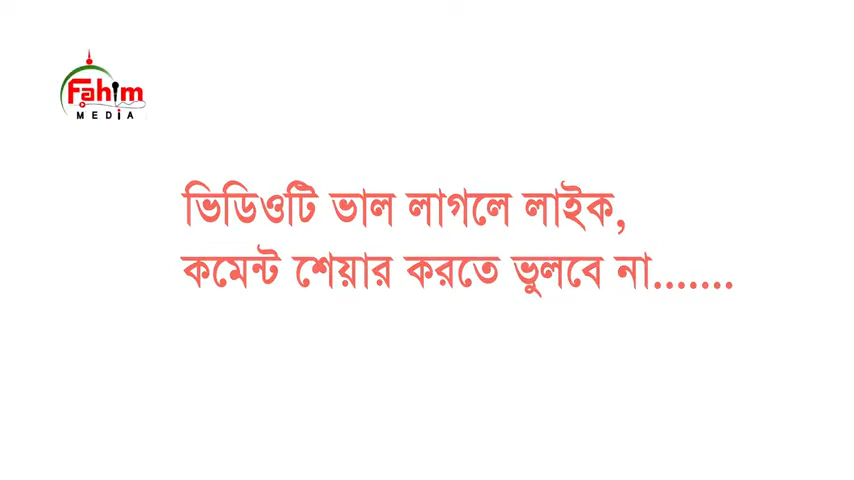 Fahim
MEDiA
ভিডিওটি ভাল লাগলে লাইক,
কমেন্ট শেয়ার করতে ভুলবে না.......